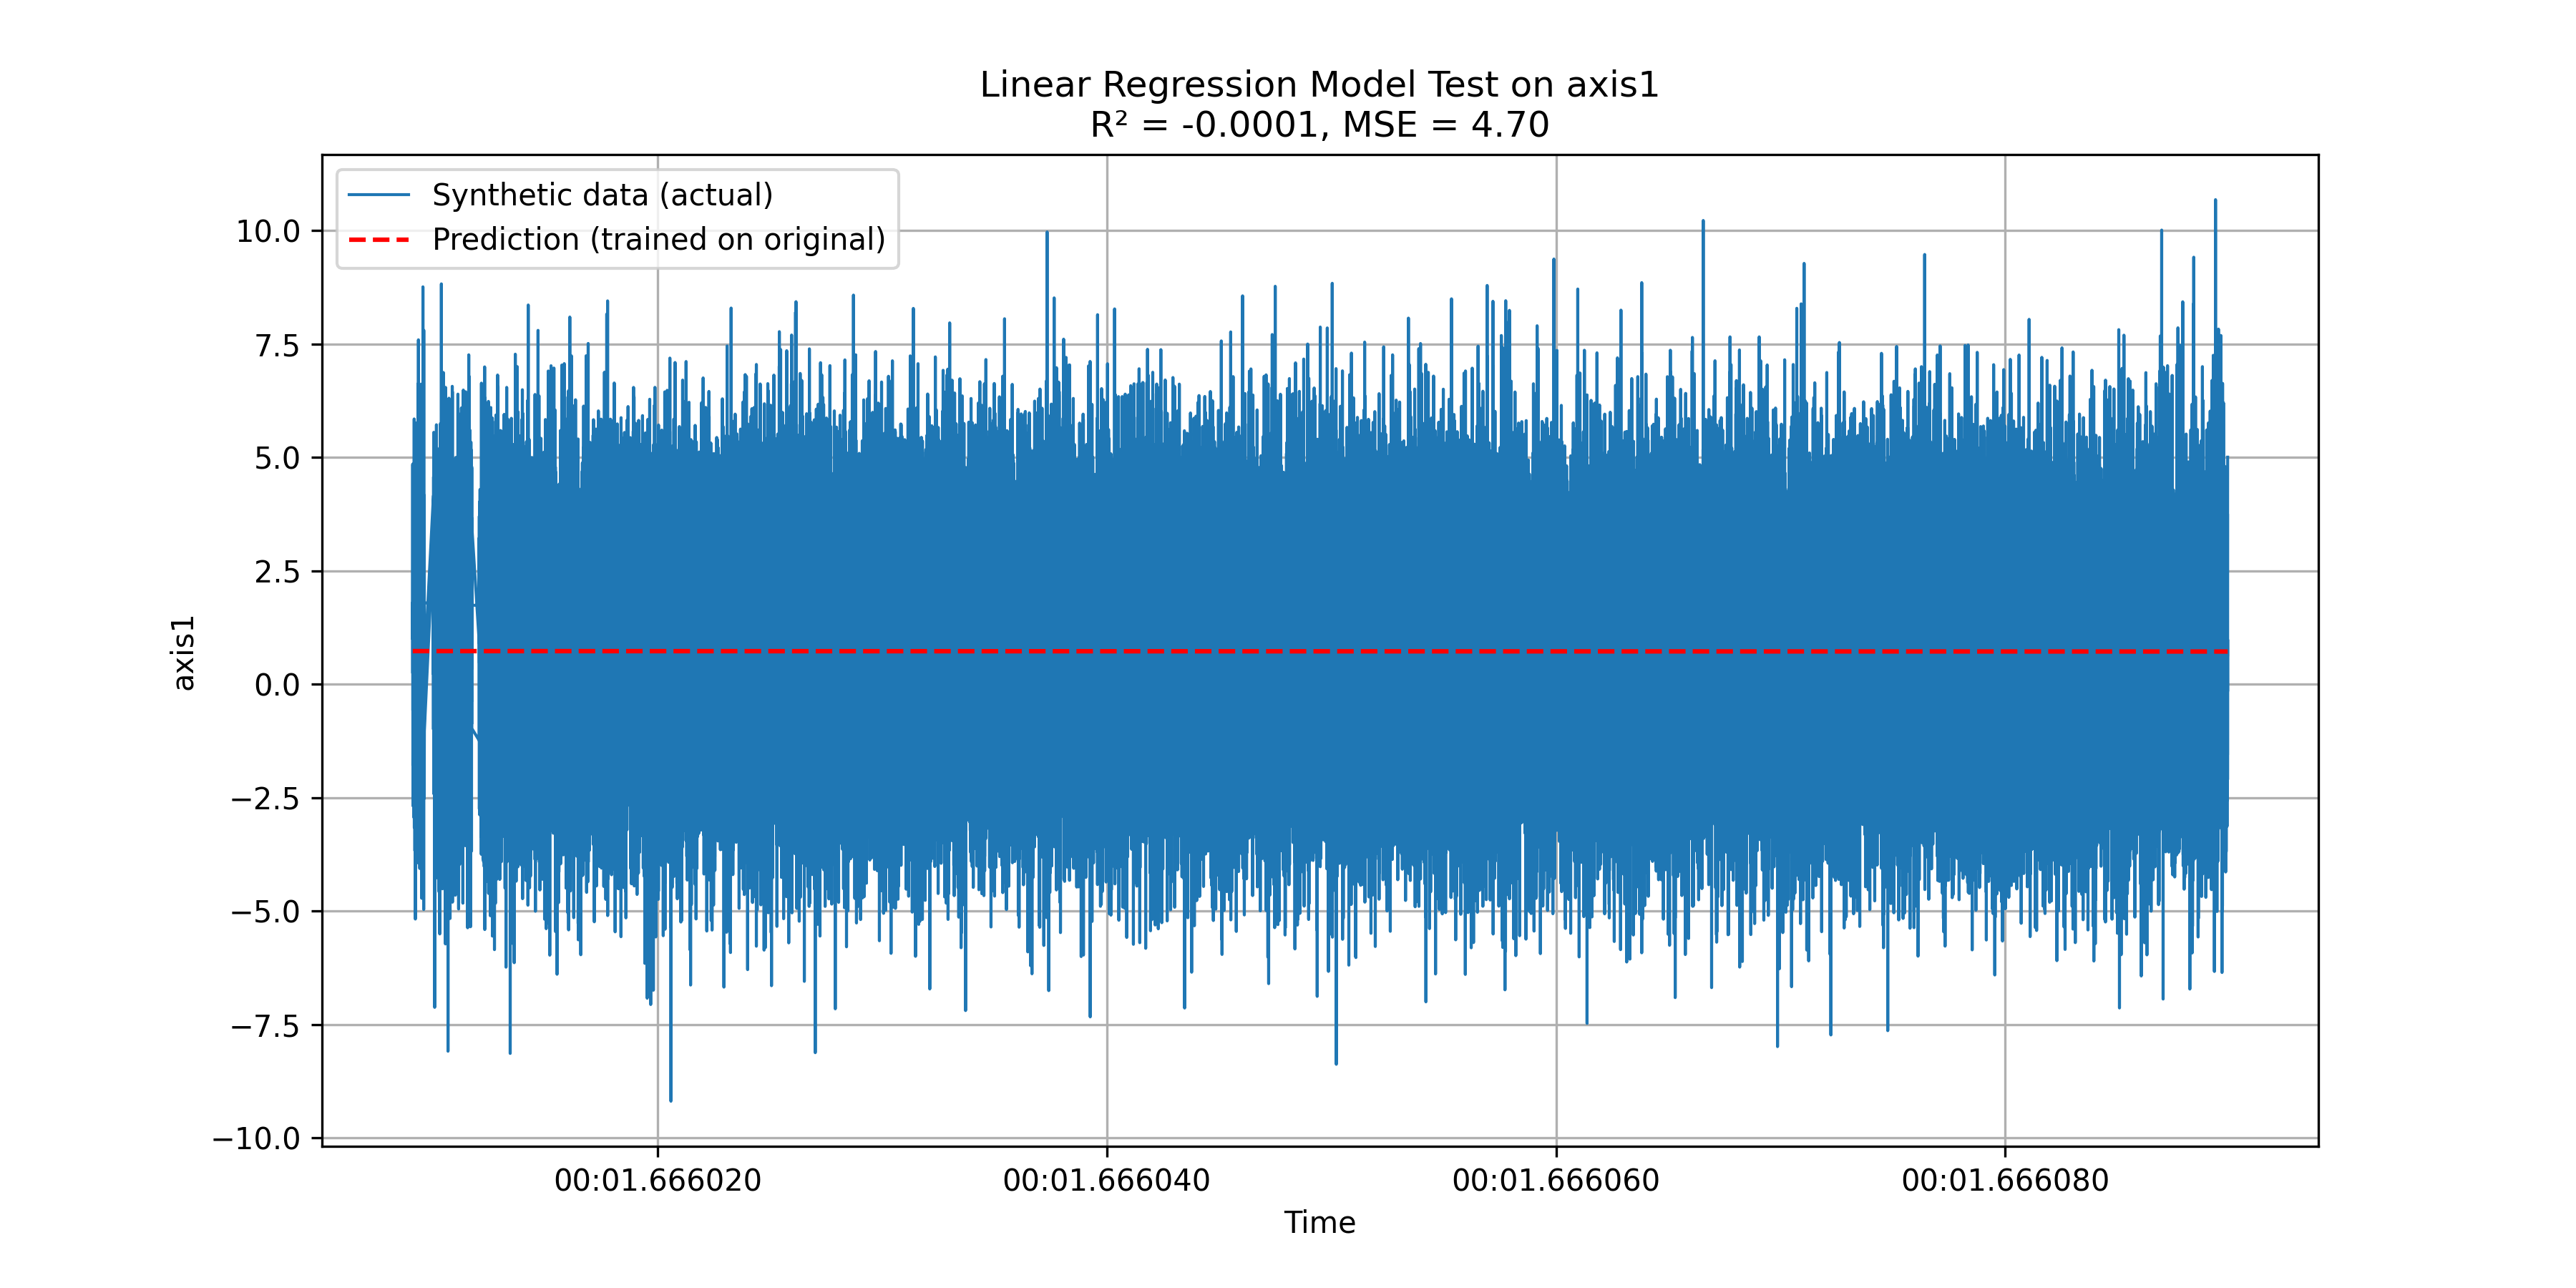 Linear Regression Model Test on axis1
R² = -0.0001, MSE = 4.70
Synthetic data (actual)
Prediction (trained on original)
10.0
7.5
5.0
2.5
0.0
−2.5
−5.0
−7.5
−10.0
axis1
00:01.666020
00:01.666040
00:01.666060
00:01.666080
Time